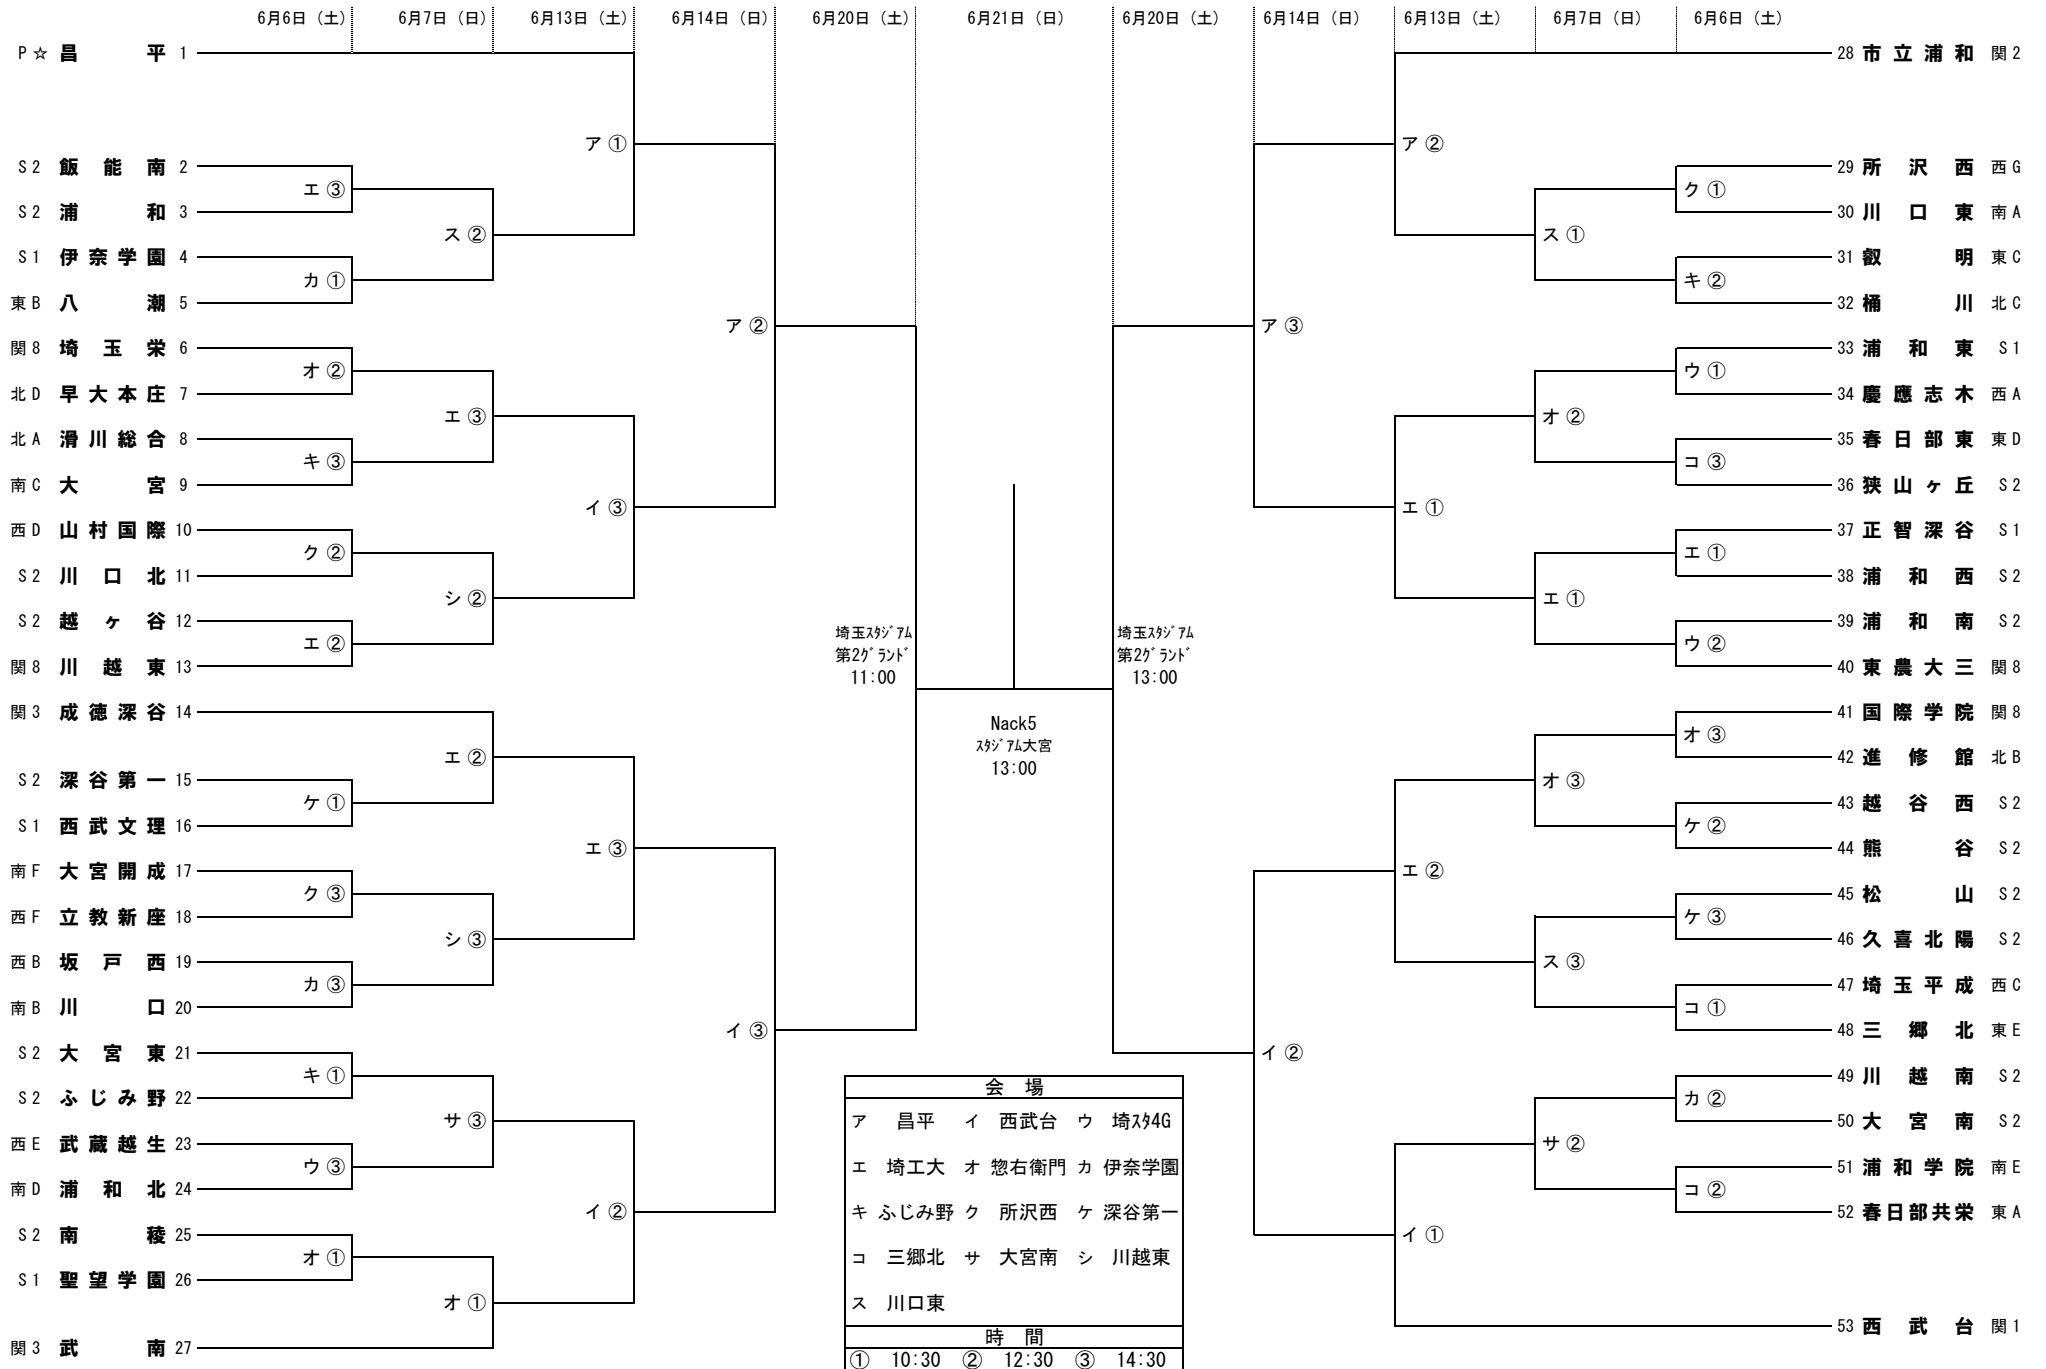 6月6日（土） 6月7日（日） 6月13日（土） 6月14日（日） 6月20日（土） 6月21日（日） 6月20日（土） 6月14日（日） 6月13日（土） 6月7日（日） 6月6日（土）
P☆ 昌平 1
28 市立浦和 関2
ア①
ア②
S2 飯能南 2
29 所沢西 西G
エ③
ク①
S2 浦和 3
30 川口東 南A
ス②
ス①
S1 伊奈学園 4
31 叡明 東C
カ①
キ②
東B 八潮 5
32 桶川 北C
ア②
ア③
関8 埼玉栄 6
33 浦和東 S1
オ②
ウ①
北D 早大本庄 7
34 慶應志木 西A
エ③
オ②
北A 滑川総合 8
35 春日部東 東D
キ③
コ③
南C 大宮 9
36 狭山ヶ丘 S2
イ③
エ①
西D 山村国際 10
37 正智深谷 S1
ク②
エ①
S2 川口北 11
38 浦和西 S2
シ②
エ①
S2 越ヶ谷 12
39 浦和南 S2
エ②
ウ②
関8 川越東 13
40 東農大三 関8
埼玉ｽﾀｼﾞｱﾑ
第2ｸﾞﾗﾝﾄﾞ
11:00
埼玉ｽﾀｼﾞｱﾑ
第2ｸﾞﾗﾝﾄﾞ
13:00
関3 成徳深谷 14
41 国際学院 関8
Nack5
ｽﾀｼﾞｱﾑ大宮
13:00
オ③
エ②
42 進修館 北B
S2 深谷第一 15
オ③
ケ①
43 越谷西 S2
S1 西武文理 16
ケ②
エ③
44 熊谷 S2
南F 大宮開成 17
エ②
ク③
45 松山 S2
西F 立教新座 18
ケ③
シ③
46 久喜北陽 S2
西B 坂戸西 19
ス③
カ③
47 埼玉平成 西C
南B 川口 20
コ①
イ③
48 三郷北 東E
S2 大宮東 21
イ②
キ①
49 川越南 S2
S2 ふじみ野 22
カ②
サ③
50 大宮南 S2
西E 武蔵越生 23
サ②
ウ③
51 浦和学院 南E
南D 浦和北 24
コ②
イ②
52 春日部共栄 東A
S2 南稜 25
イ①
オ①
S1 聖望学園 26
オ①
53 西武台 関1
関3 武南 27
会 場
ア 昌平 イ 西武台 ウ 埼ｽﾀ4G
エ 埼工大 オ 惣右衛門 カ 伊奈学園
キ ふじみ野 ク 所沢西 ケ 深谷第一
コ 三郷北 サ 大宮南 シ 川越東
ス 川口東
時 間
① 10:30 ② 12:30 ③ 14:30